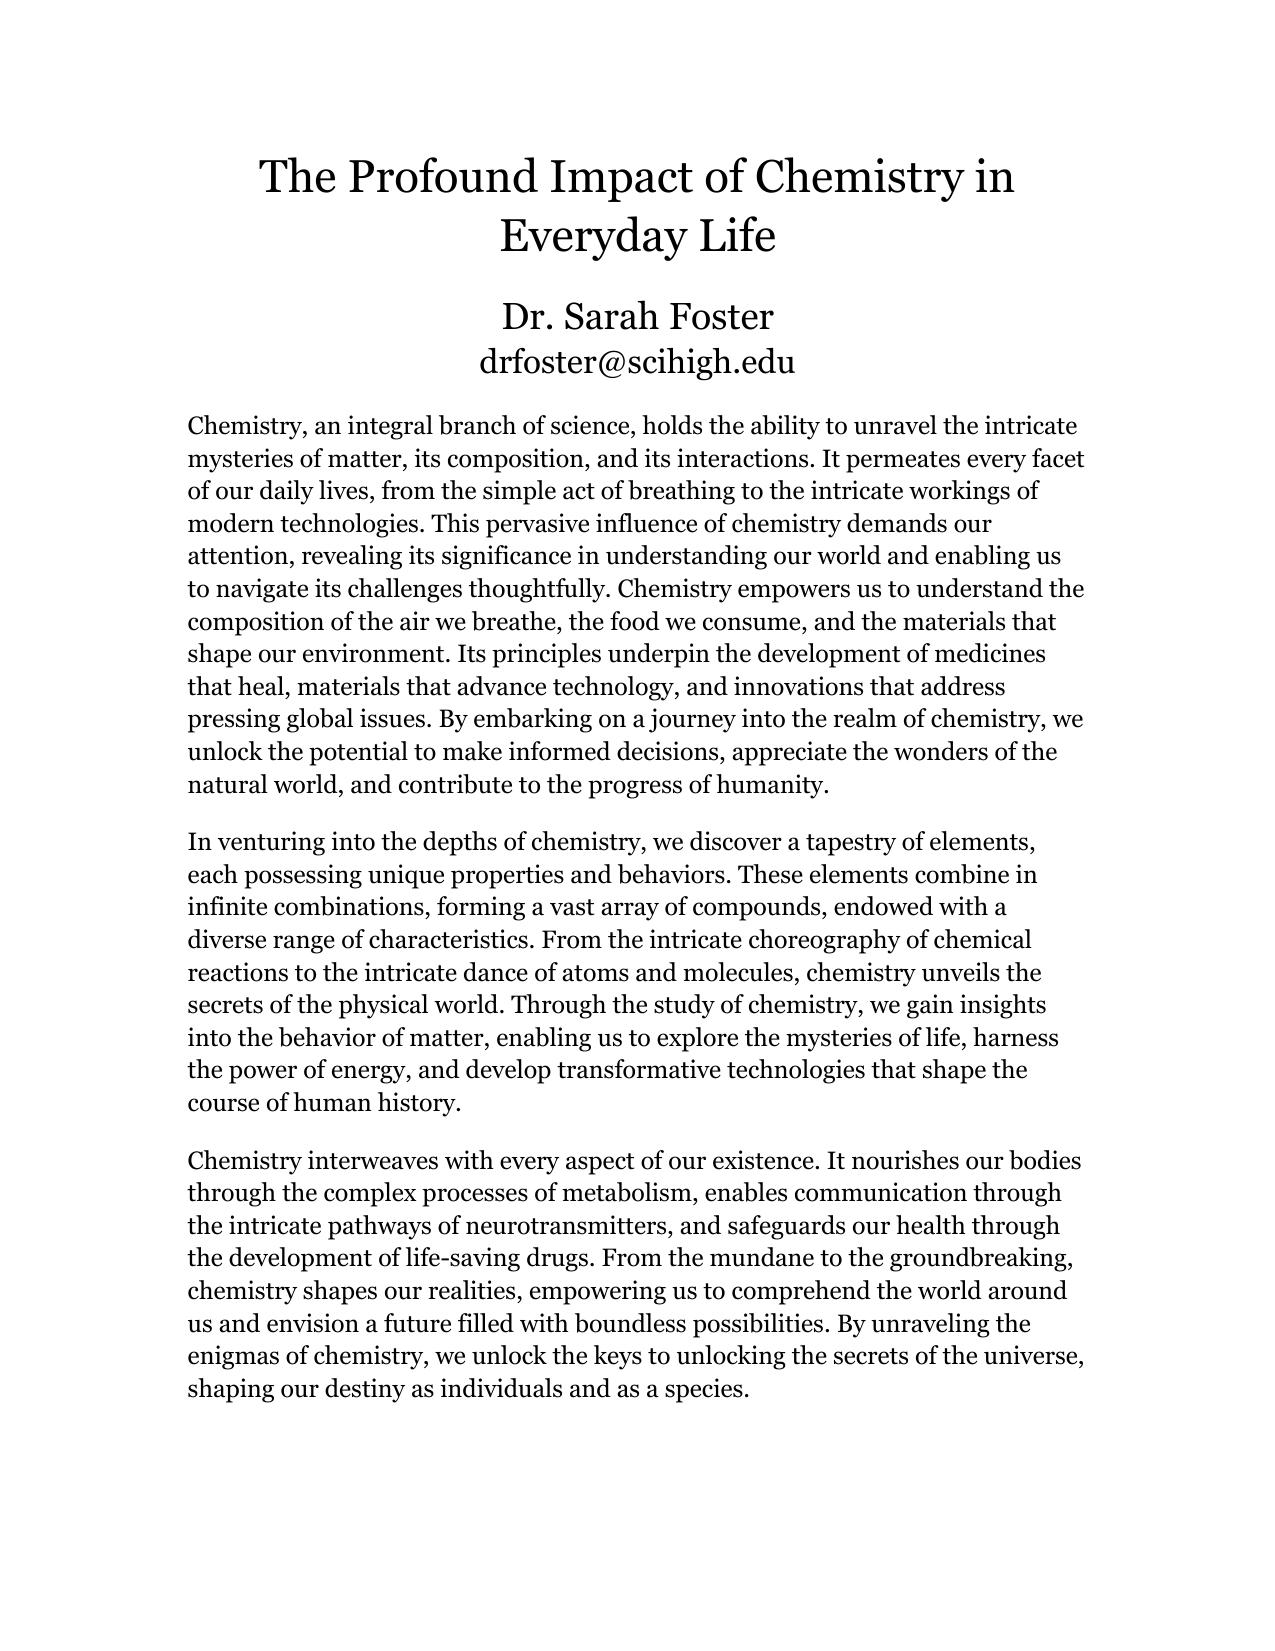 The Profound Impact of Chemistry in
Everyday Life
Dr. Sarah Foster
drfoster@scihigh.edu
Chemistry, an integral branch of science, holds the ability to unravel the intricate
mysteries of matter, its composition, and its interactions. It permeates every facet
of our daily lives, from the simple act of breathing to the intricate workings of
modern technologies. This pervasive influence of chemistry demands our
attention, revealing its significance in understanding our world and enabling us
to navigate its challenges thoughtfully. Chemistry empowers us to understand the
composition of the air we breathe, the food we consume, and the materials that
shape our environment. Its principles underpin the development of medicines
that heal, materials that advance technology, and innovations that address
pressing global issues. By embarking on a journey into the realm of chemistry, we
unlock the potential to make informed decisions, appreciate the wonders of the
natural world, and contribute to the progress of humanity.
In venturing into the depths of chemistry, we discover a tapestry of elements,
each possessing unique properties and behaviors. These elements combine in
infinite combinations, forming a vast array of compounds, endowed with a
diverse range of characteristics. From the intricate choreography of chemical
reactions to the intricate dance of atoms and molecules, chemistry unveils the
secrets of the physical world. Through the study of chemistry, we gain insights
into the behavior of matter, enabling us to explore the mysteries of life, harness
the power of energy, and develop transformative technologies that shape the
course of human history.
Chemistry interweaves with every aspect of our existence. It nourishes our bodies
through the complex processes of metabolism, enables communication through
the intricate pathways of neurotransmitters, and safeguards our health through
the development of life-saving drugs. From the mundane to the groundbreaking,
chemistry shapes our realities, empowering us to comprehend the world around
us and envision a future filled with boundless possibilities. By unraveling the
enigmas of chemistry, we unlock the keys to unlocking the secrets of the universe,
shaping our destiny as individuals and as a species.